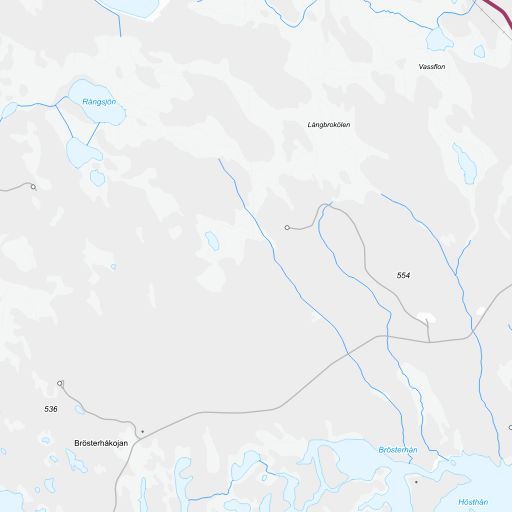 Vassflon
Rångsjön
Långbrokölen
554
536
Brösterhåkojan
Brösterhån
Hösthån